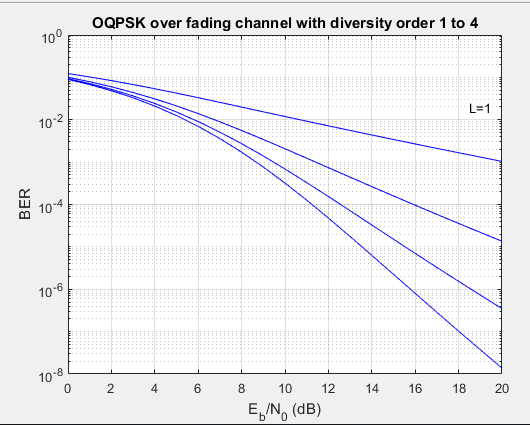 OQPSK over fading channel with diversity order 1 to 4
10^0
10^-2
10^-4
10^-6
10^-8
BER
L=1
0 2 4 6 8 10 12 14 16 18 20
E_b/N_0 (dB)